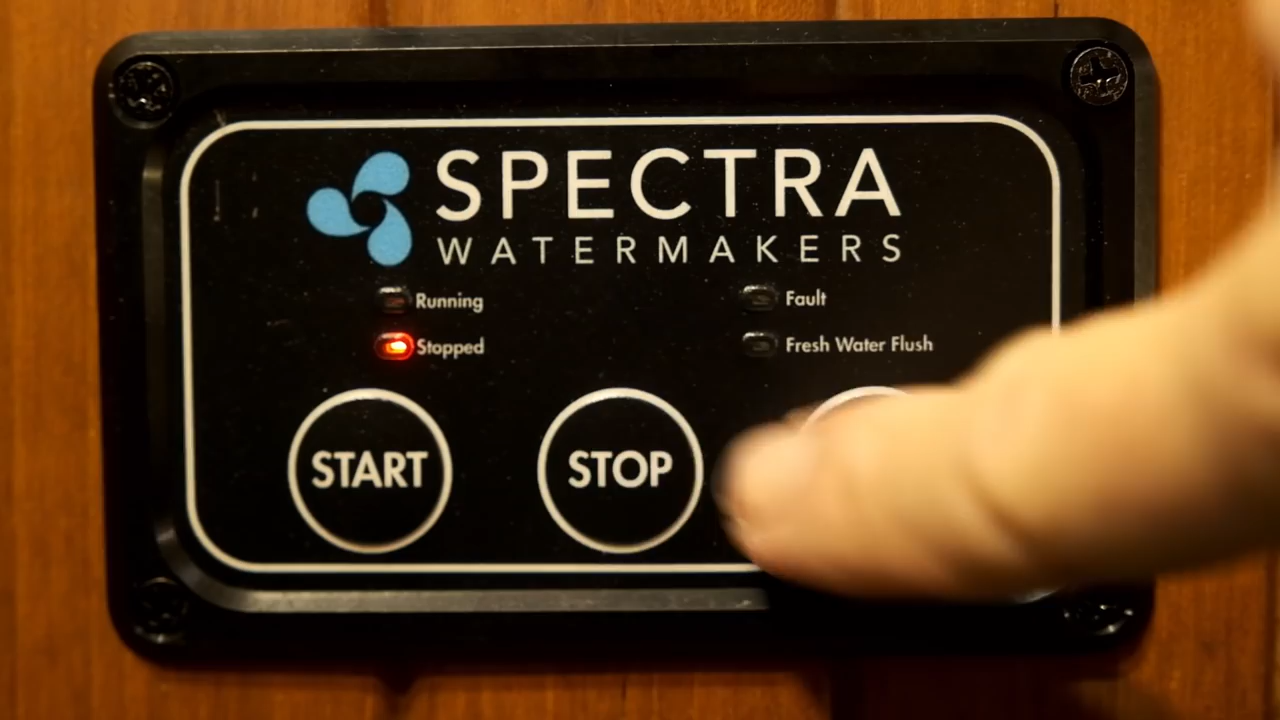 SPECTRA
WATERMAKERS
Running
Fault
Stopped
Fresh Water Flush
START
STOP